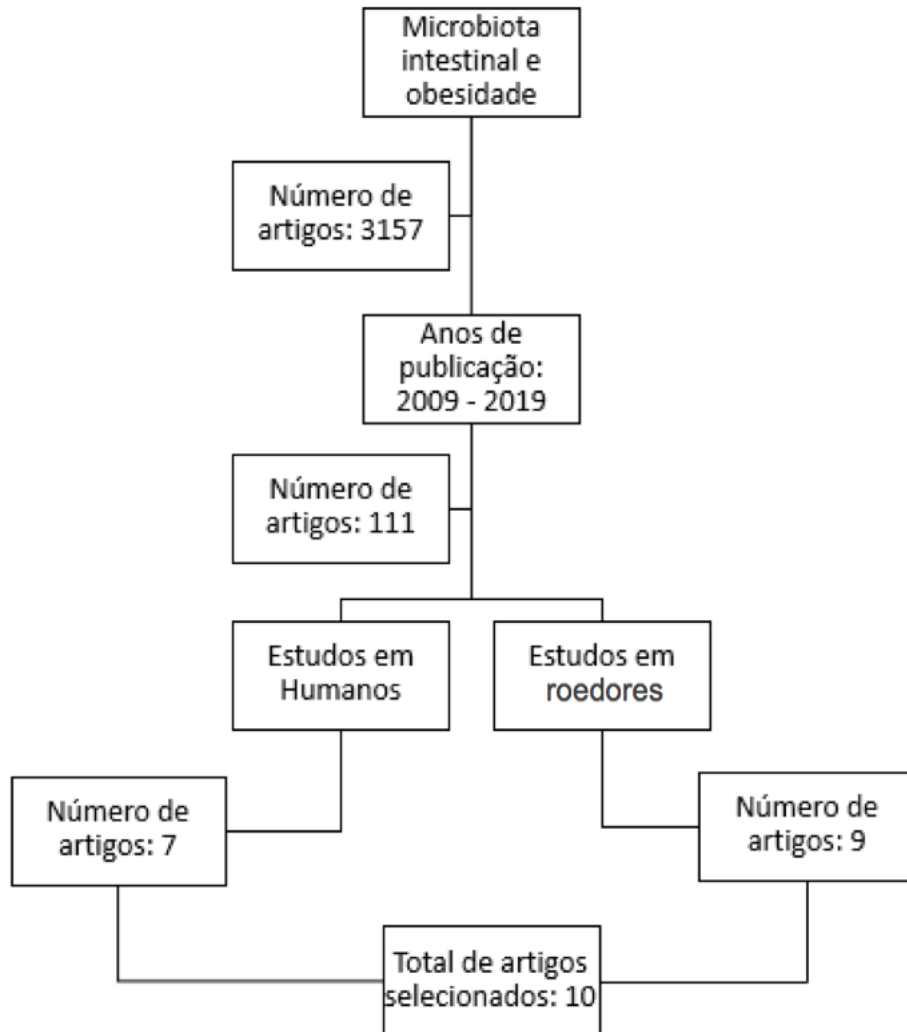 Microbiota
intestinal e
obesidade
Número de
artigos: 3157
Anos de
publicação:
2009 - 2019
Número de
artigos: 111
Estudos em
Humanos
Estudos em
roedores
Número de
artigos: 7
Número de
artigos: 9
Total de artigos
selecionados: 10